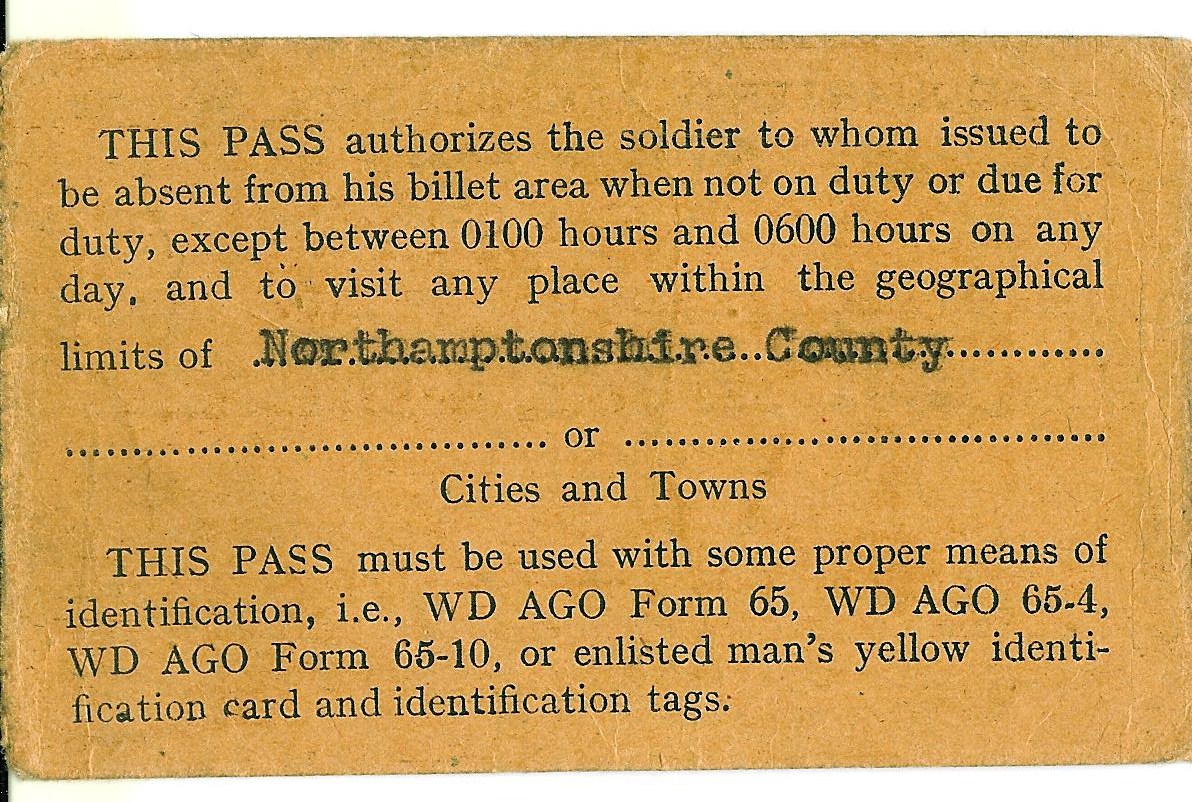 THIS PASS authorizes the soldier to whom issued to
be absent from his billet area when not on duty or due for
duty, except between 0100 hours and 0600 hours on any
day, and to visit any place within the geographical
limits of Northamptonshire County
or
Cities and Towns
THIS PASS must be used with some proper means of
identification, i.e., WD AGO Form 65, WD AGO 65-4,
WD AGO Form 65-10, or enlisted man's yellow identi-
fication card and identification tags.